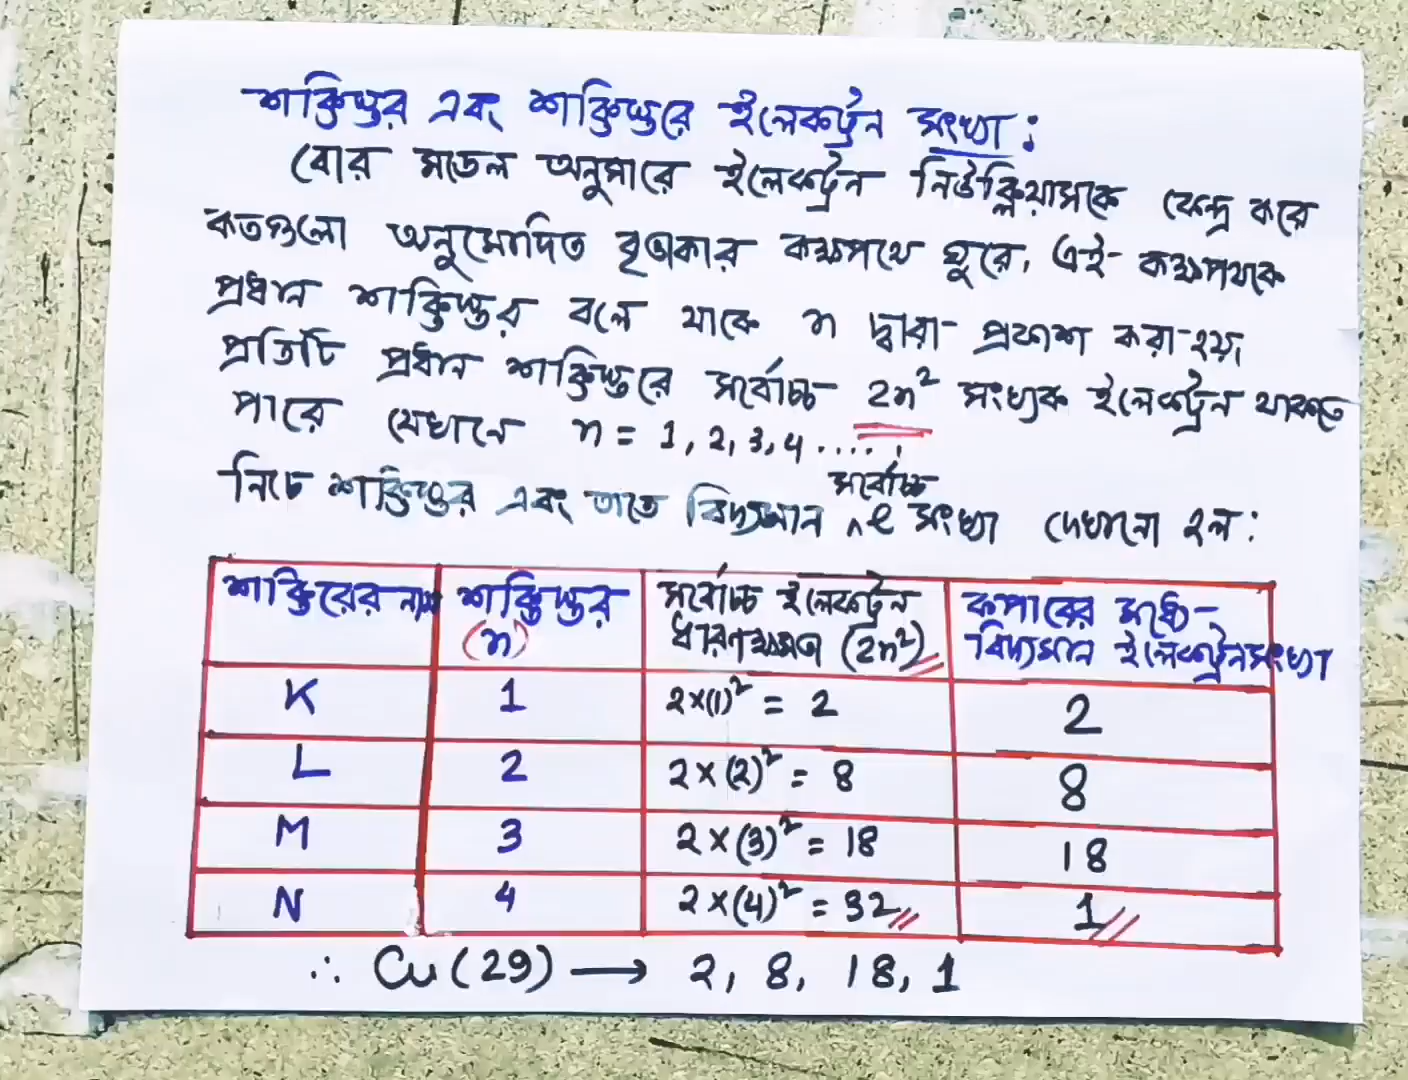 শক্তিস্তর এবং শক্তিস্তরে ইলেকট্রন সংখ্যা :
বোর মডেল অনুসারে ইলেকট্রন নিউক্লিয়াসকে কেন্দ্র করে
কতগুলো অনুমোদিত বৃত্তাকার কক্ষপথে ঘুরে, এই কক্ষপথকে
প্রধান শক্তিস্তর বলে যাকে n দ্বারা প্রকাশ করা হয়,
প্রতিটি প্রধান শক্তিস্তরে সর্বোচ্চ 2n² সংখ্যক ইলেকট্রন থাকতে
পারে যেখানে n = 1, 2, 3, 4 .....,
সর্বোচ্চ
নিচে শক্তিস্তর এবং তাতে বিদ্যমান ^ e সংখ্যা দেখানো হল :
শক্তিরের নাম শক্তিস্তর (n) সর্বোচ্চ ইলেকট্রন ধারণক্ষমতা (2n²) কপারের মধ্যে বিদ্যমান ইলেকট্রনসংখ্যা
K 1 2×(1)² = 2 2
L 2 2×(2)² = 8 8
M 3 2×(3)² = 18 18
N 4 2×(4)² = 32 1
∴ Cu (29) → 2, 8, 18, 1